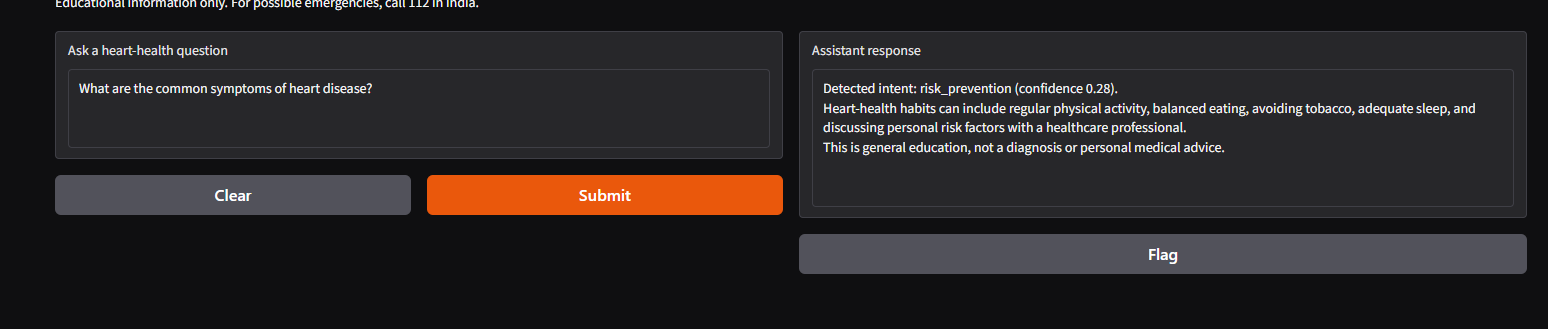 Educational information only. For possible emergencies, call 112 in India.
Ask a heart-health question
What are the common symptoms of heart disease?
Clear
Submit
Assistant response
Detected intent: risk_prevention (confidence 0.28).
Heart-health habits can include regular physical activity, balanced eating, avoiding tobacco, adequate sleep, and
discussing personal risk factors with a healthcare professional.
This is general education, not a diagnosis or personal medical advice.
Flag